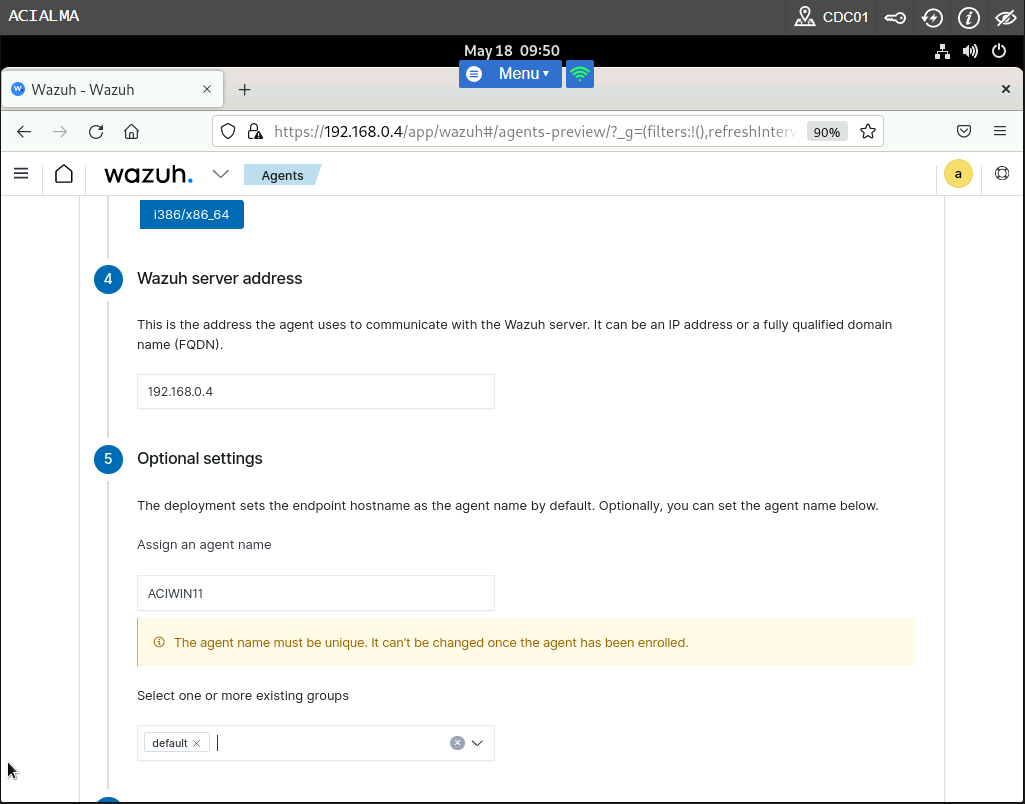 ACIALMA
CDC01
May 18 09:50
Menu
Wazuh - Wazuh
https://192.168.0.4/app/wazuh#/agents-preview/?_g=(filters:!(),refreshInterv
90%
wazuh.
Agents
a
i386/x86_64
4
Wazuh server address
This is the address the agent uses to communicate with the Wazuh server. It can be an IP address or a fully qualified domain
name (FQDN).
192.168.0.4
5
Optional settings
The deployment sets the endpoint hostname as the agent name by default. Optionally, you can set the agent name below.
Assign an agent name
ACIWIN11
The agent name must be unique. It can't be changed once the agent has been enrolled.
Select one or more existing groups
default